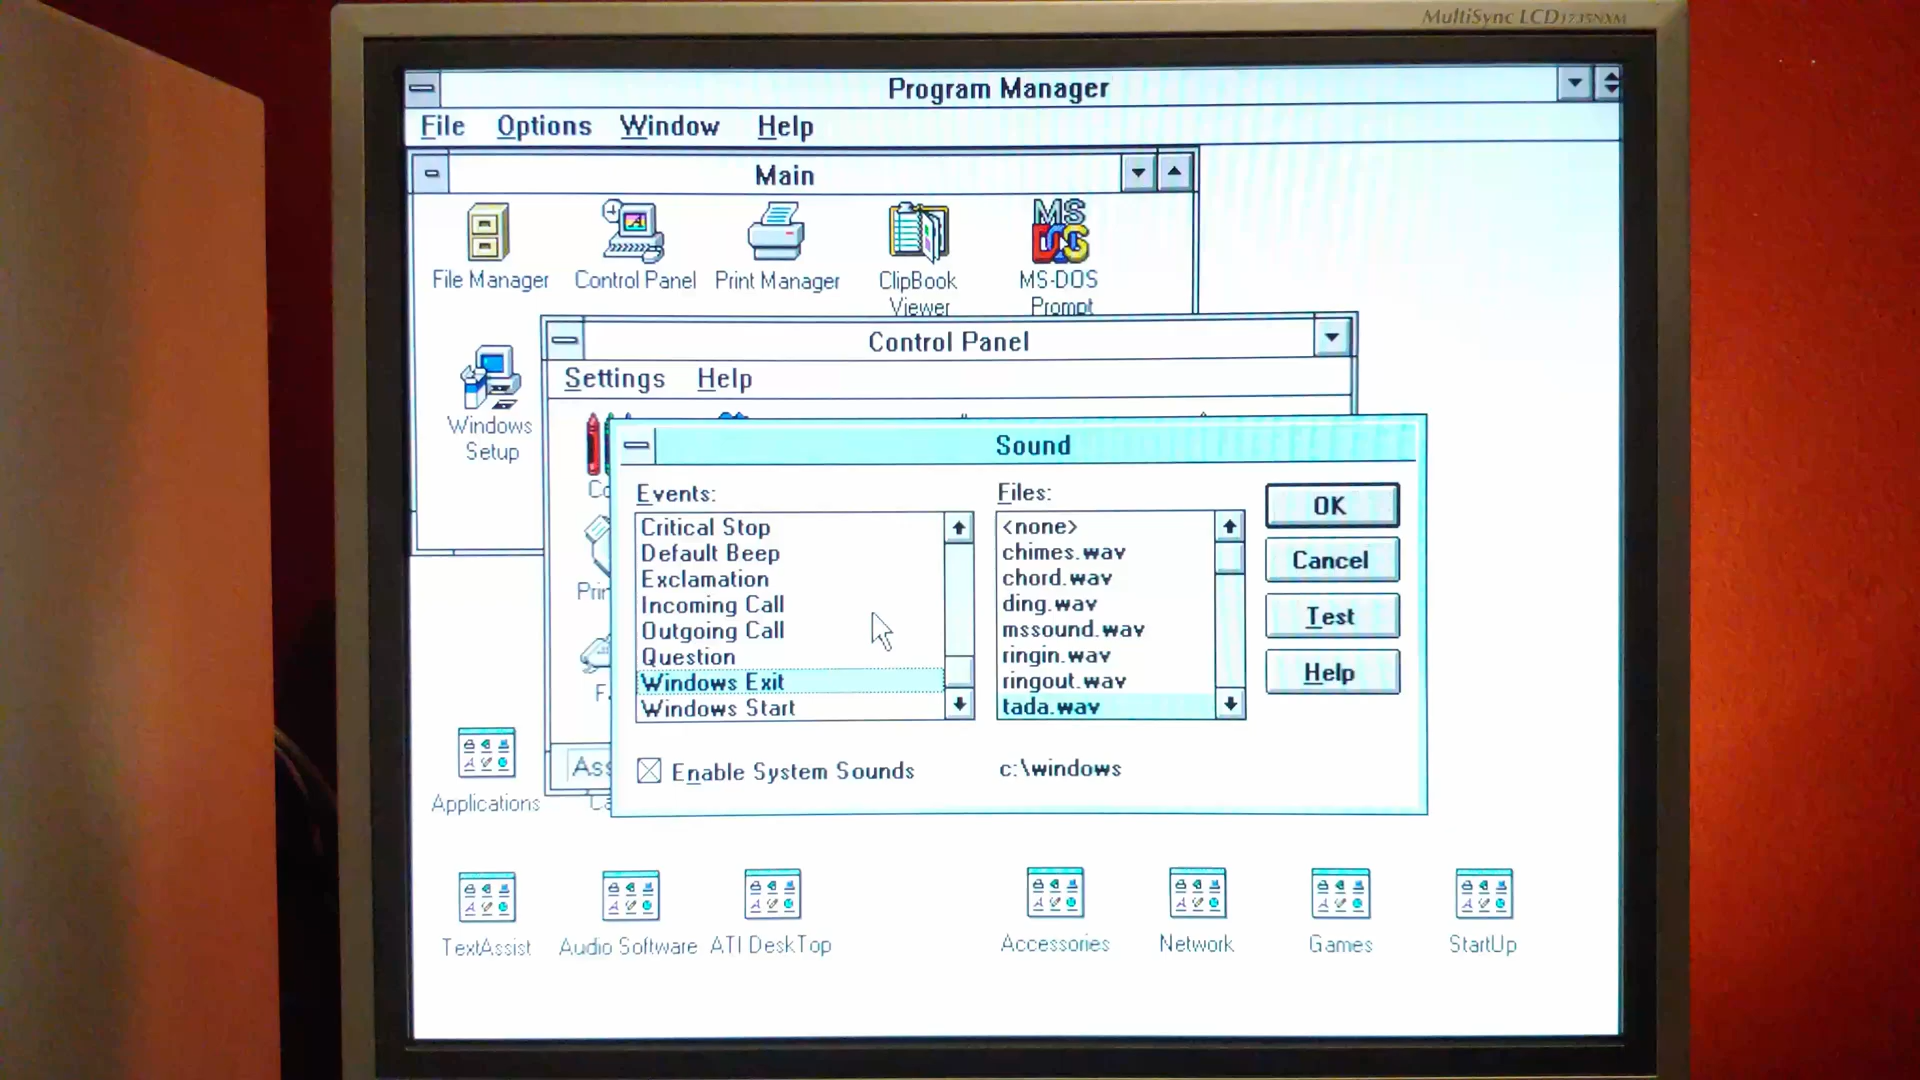 MultiSync LCD1735NXM
Program Manager
File Options Window Help
Main
File Manager
Control Panel
Print Manager
ClipBook
Viewer
MS-DOS
Prompt
MS
DOS
Windows
Setup
Control Panel
Settings Help
Co
Prin
F
Ass
Sound
Events:
Critical Stop
Default Beep
Exclamation
Incoming Call
Outgoing Call
Question
Windows Exit
Windows Start
Enable System Sounds
Files:
<none>
chimes.wav
chord.wav
ding.wav
mssound.wav
ringin.wav
ringout.wav
tada.wav
c:\windows
OK
Cancel
Test
Help
Applications
TextAssist
Audio Software
ATI DeskTop
Accessories
Network
Games
StartUp